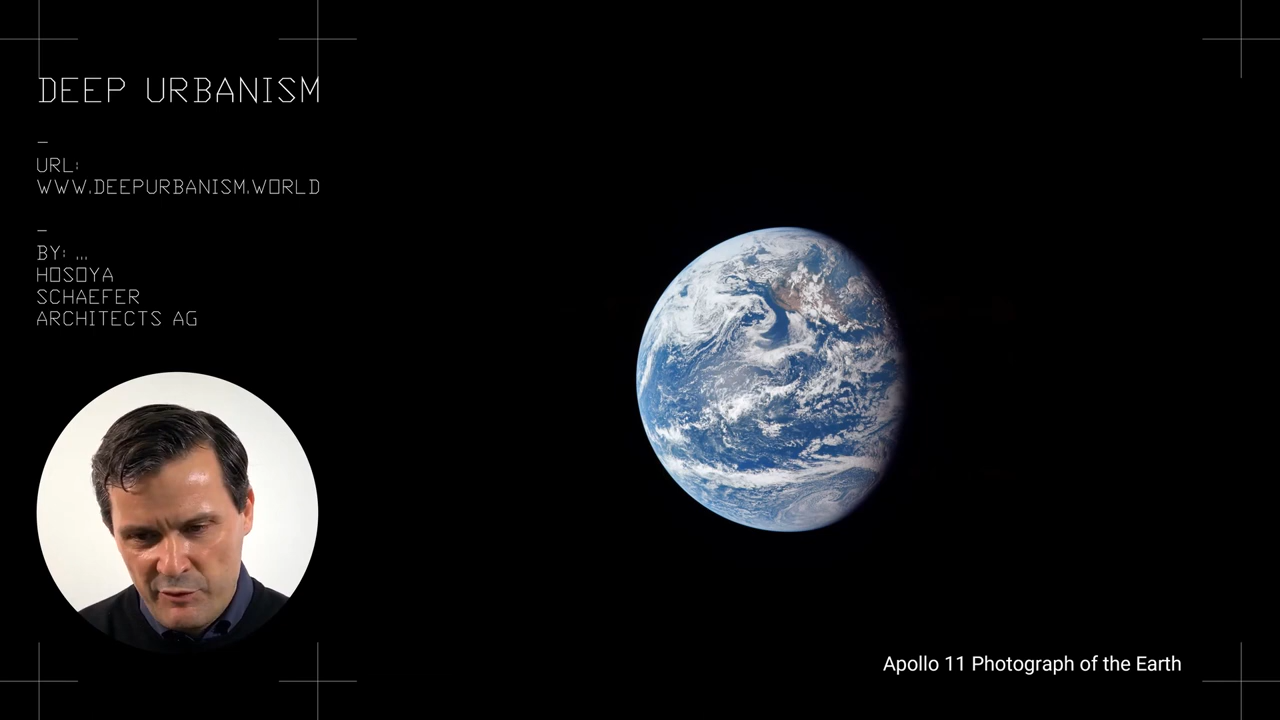 DEEP URBANISM
–
URL:
WWW.DEEPURBANISM.WORLD
–
BY: ...
HOSOYA
SCHAEFER
ARCHITECTS AG
Apollo 11 Photograph of the Earth